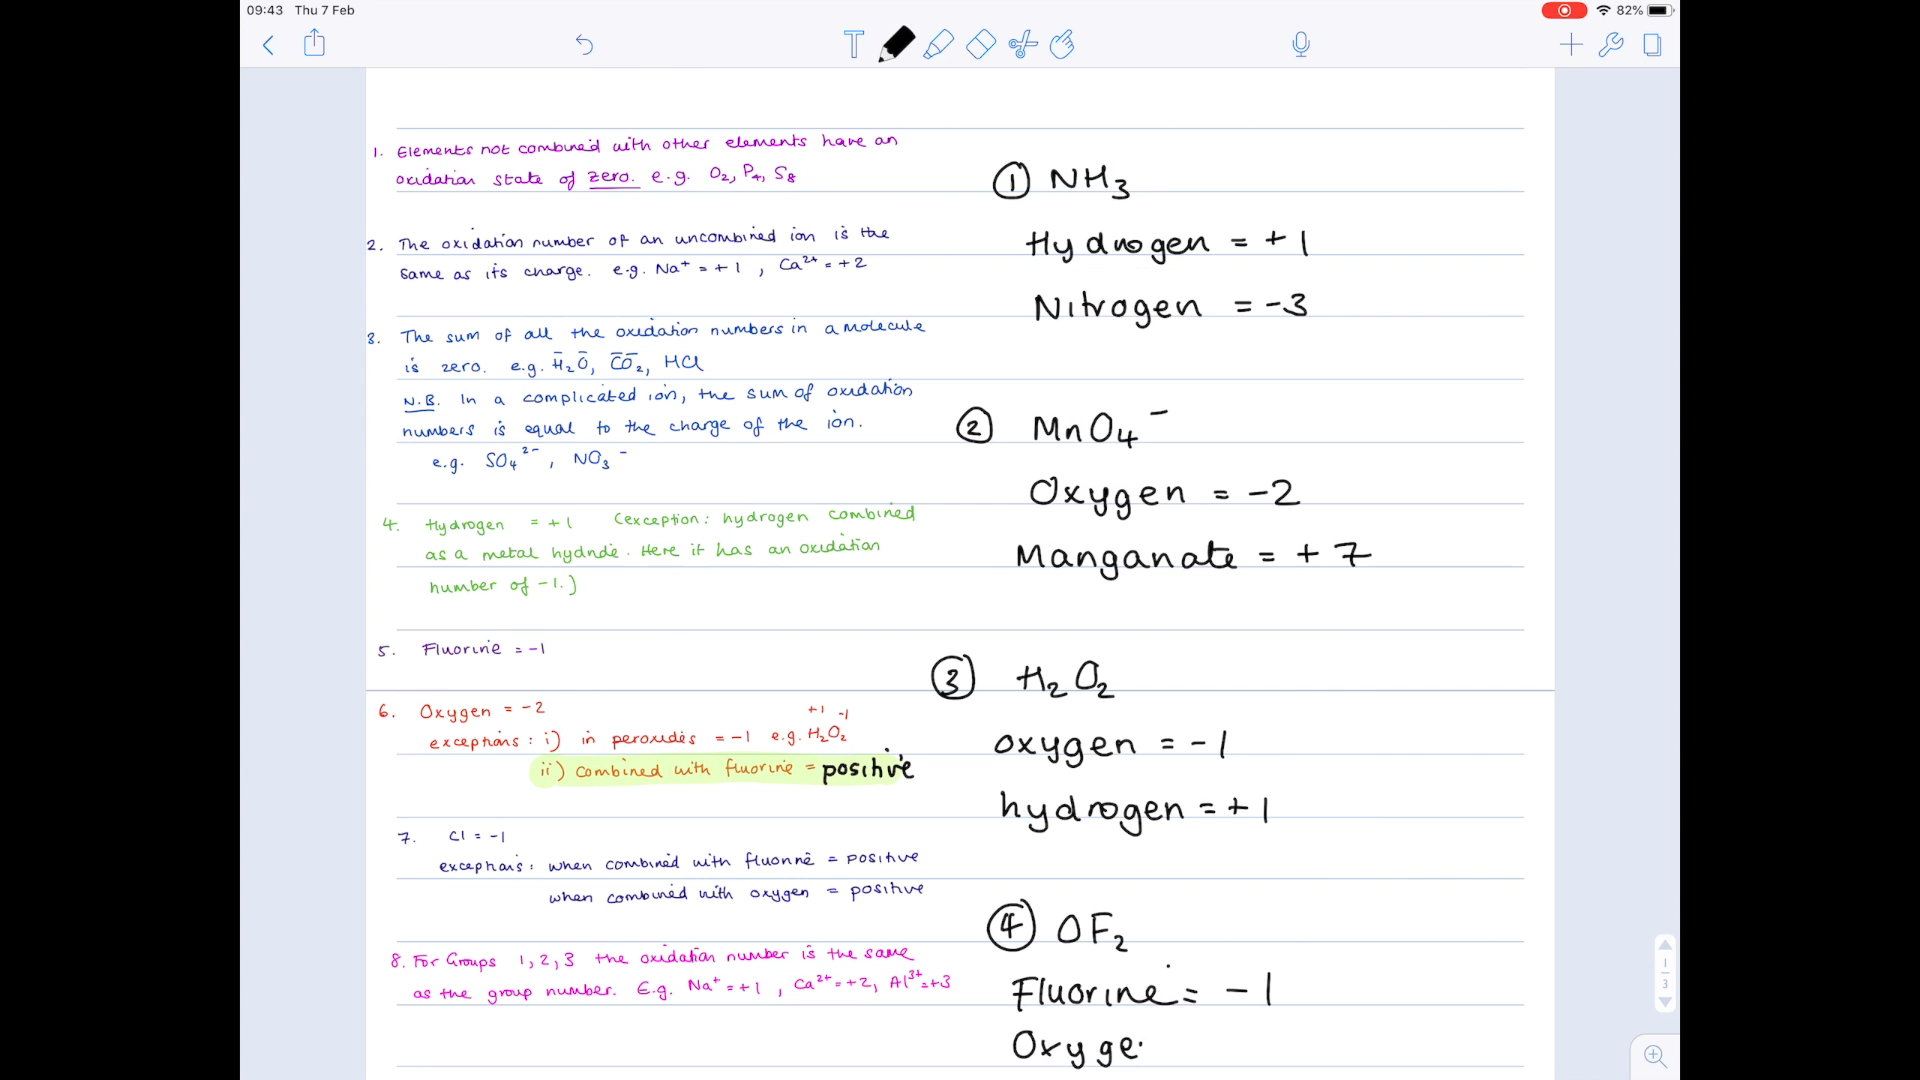 09:43 Thu 7 Feb
82%
1. Elements not combined with other elements have an
oxidation state of zero. e.g. O₂, P₄, S₈
2. The oxidation number of an uncombined ion is the
same as its charge. e.g. Na⁺ = +1, Ca²⁺ = +2
3. The sum of all the oxidation numbers in a molecule
is zero. e.g. H₂O, CO₂, HCl
N.B. In a complicated ion, the sum of oxidation
numbers is equal to the charge of the ion.
e.g. SO₄²⁻, NO₃⁻
4. Hydrogen = +1 (exception: hydrogen combined
as a metal hydride. Here it has an oxidation
number of -1.)
5. Fluorine = -1
6. Oxygen = -2
+1 -1
exceptions: i) in peroxides = -1 e.g. H₂O₂
ii) combined with fluorine = positive
7. Cl = -1
exceptions: when combined with fluorine = positive
when combined with oxygen = positive
8. For Groups 1, 2, 3 the oxidation number is the same
as the group number. E.g. Na⁺ = +1, Ca²⁺ = +2, Al³⁺ = +3
① NH₃
Hydrogen = +1
Nitrogen = -3
② MnO₄⁻
Oxygen = -2
Manganate = +7
③ H₂O₂
oxygen = -1
hydrogen = +1
④ OF₂
Fluorine = -1
Oxyge
1
3